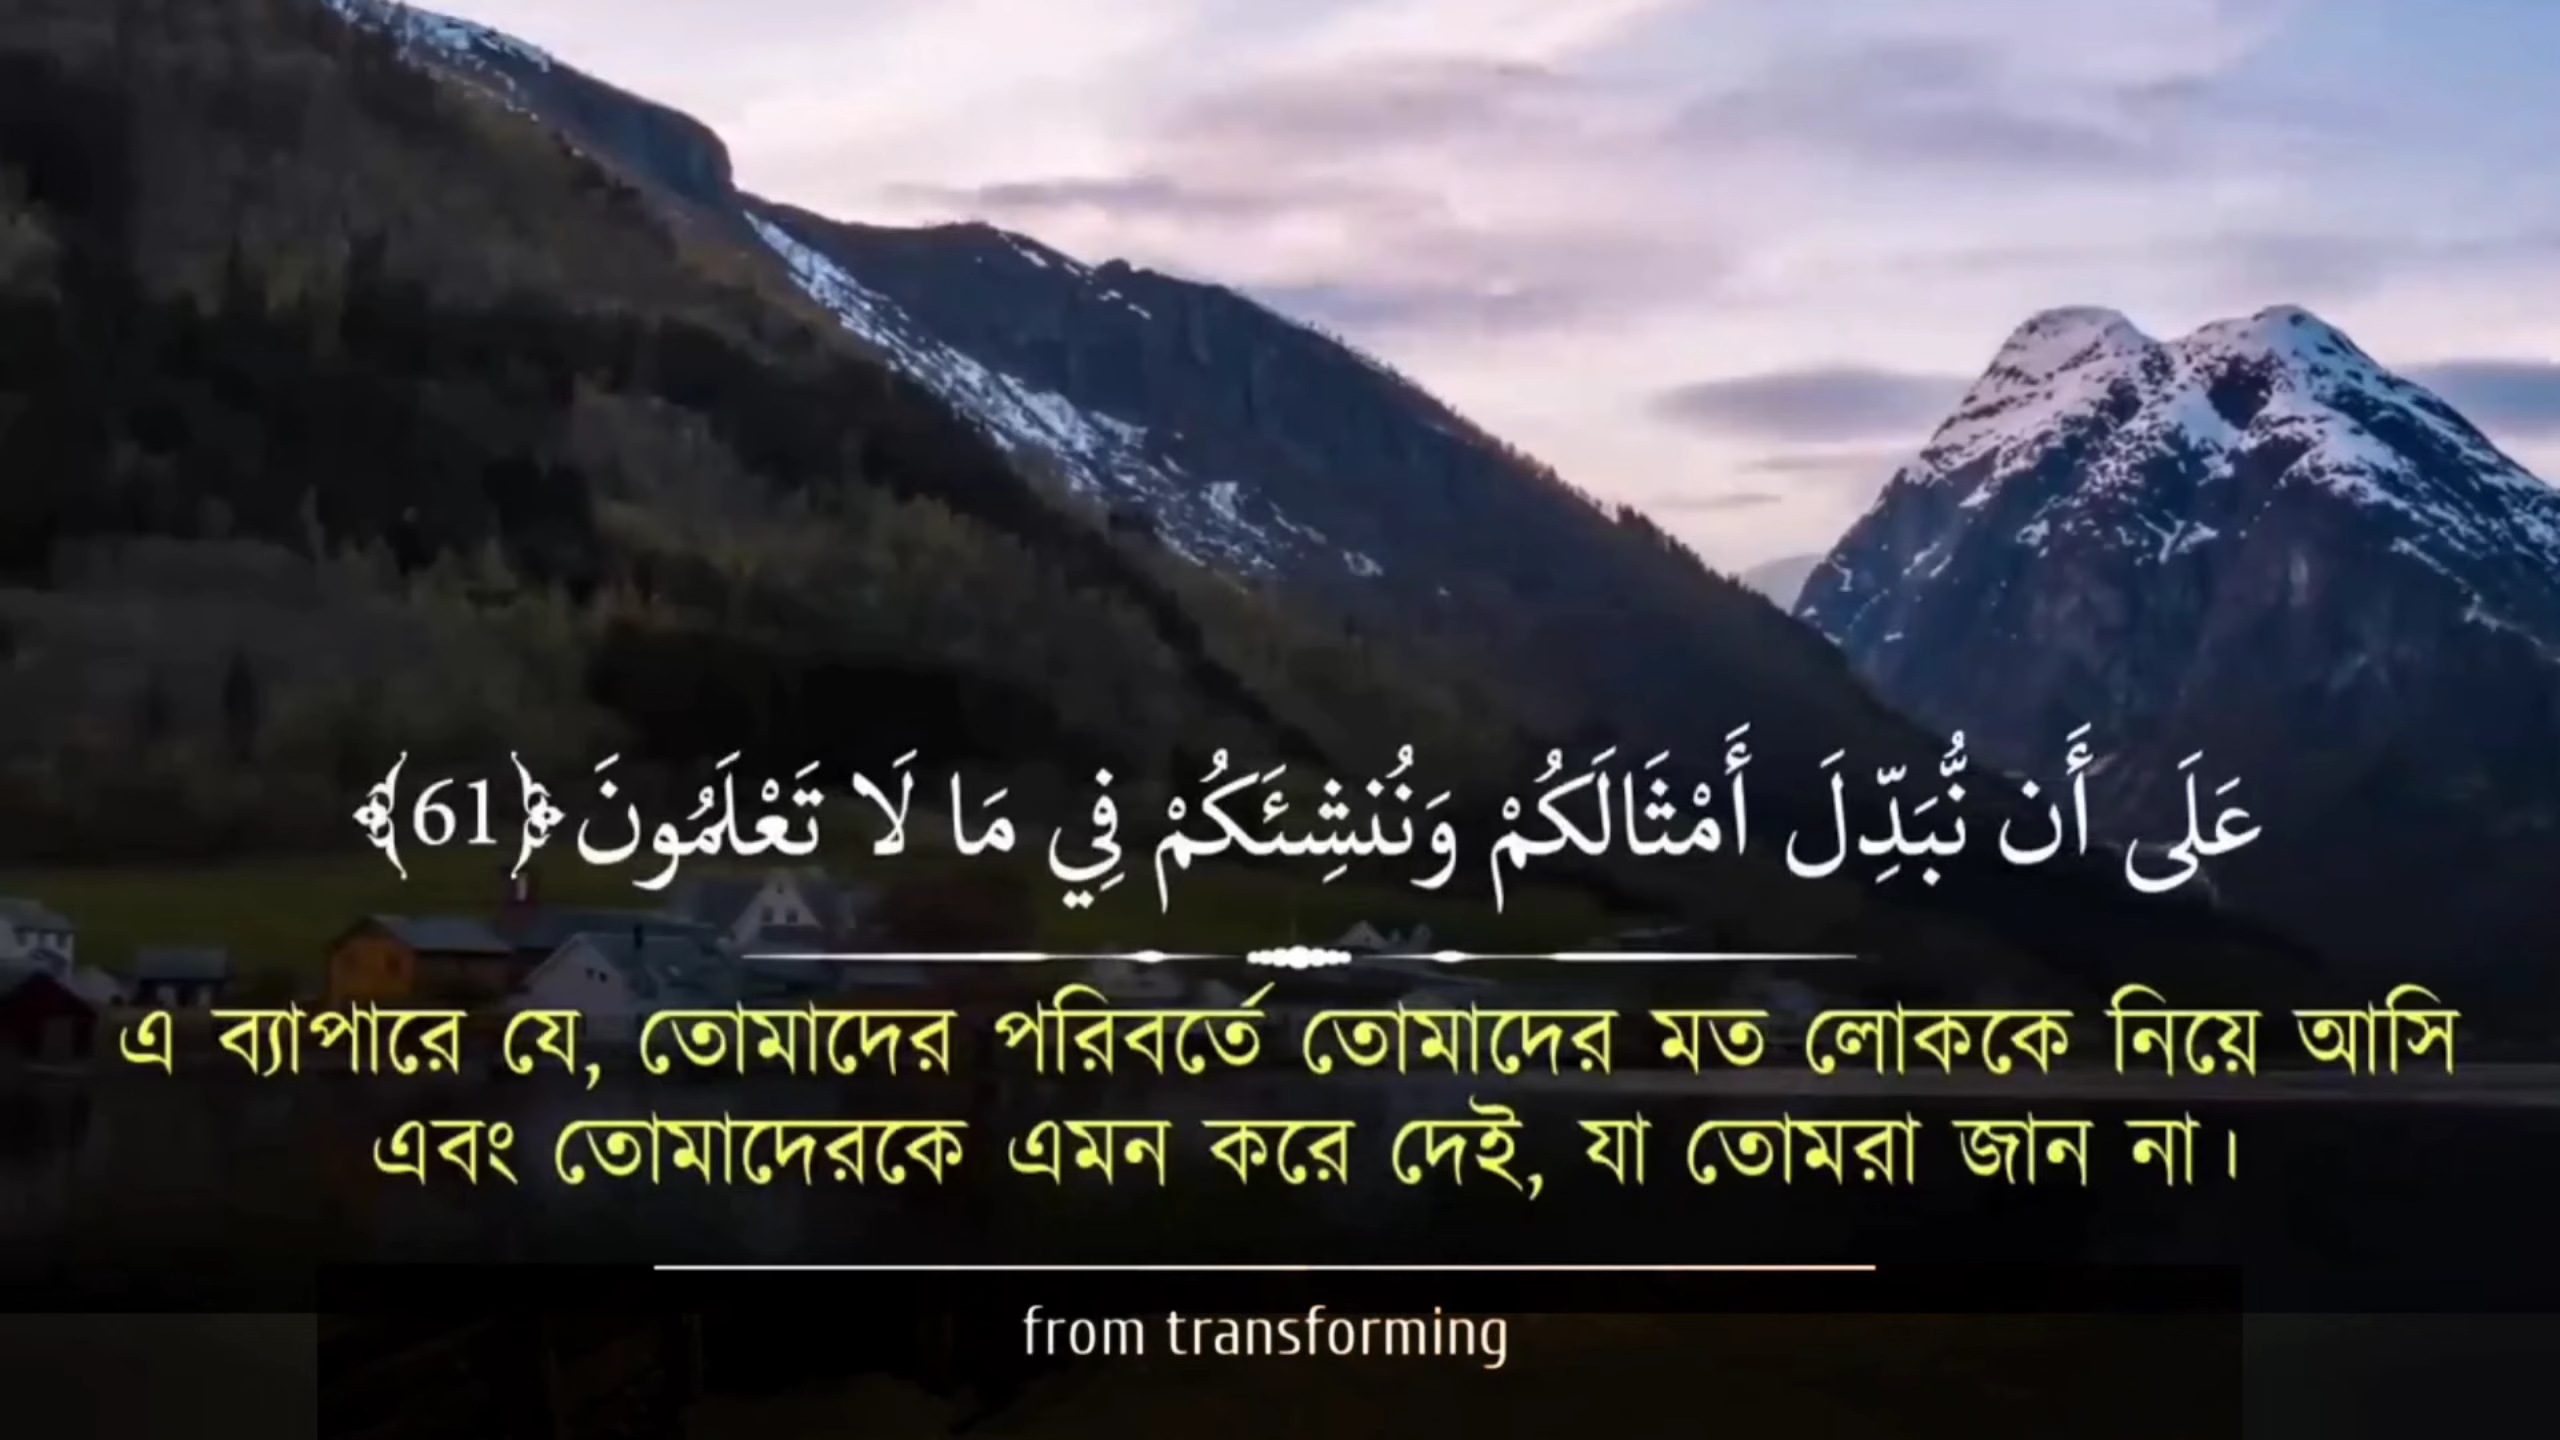 عَلَى أَن نُّبَدِّلَ أَمْثَالَكُمْ وَنُنشِئَكُمْ فِي مَا لَا تَعْلَمُونَ ﴿61﴾
এ ব্যাপারে যে, তোমাদের পরিবর্তে তোমাদের মত লোককে নিয়ে আসি
এবং তোমাদেরকে এমন করে দেই, যা তোমরা জান না।
from transforming